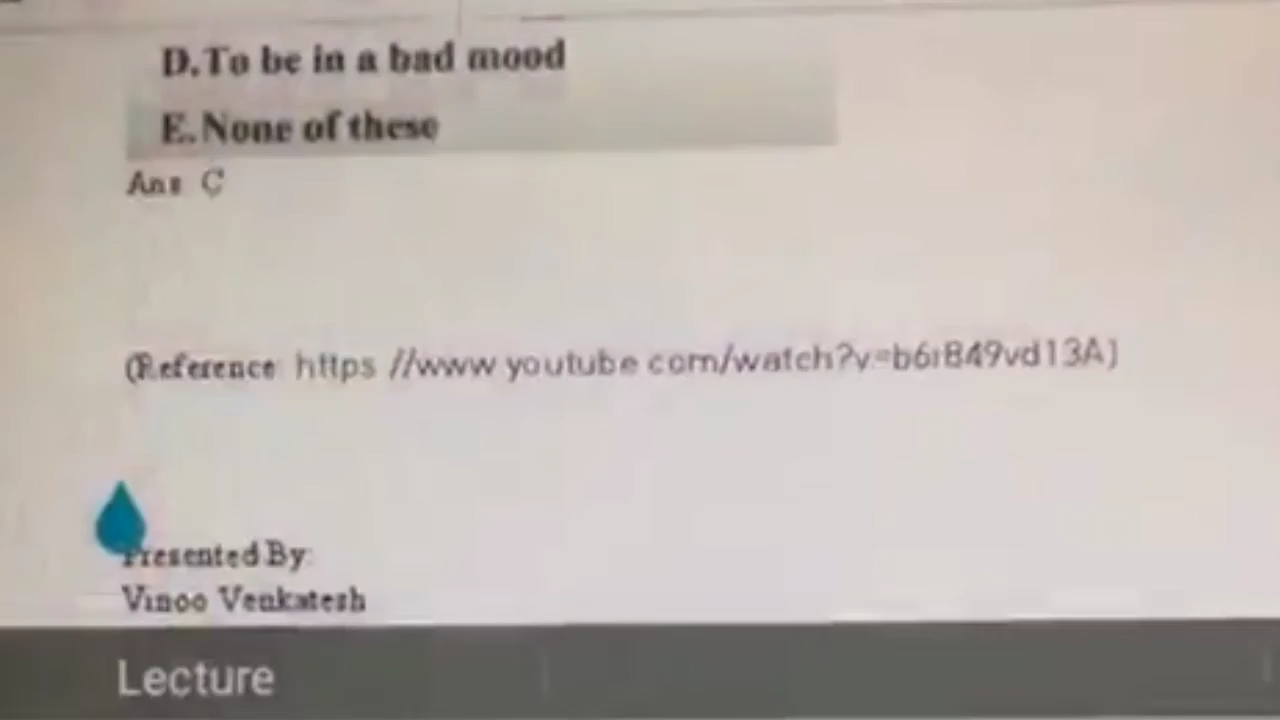 D.To be in a bad mood
E.None of these
Ans C
(Reference: https //www youtube com/watch?v=b6rB49vd13A)
Presented By:
Vinoo Venkatesh
Lecture